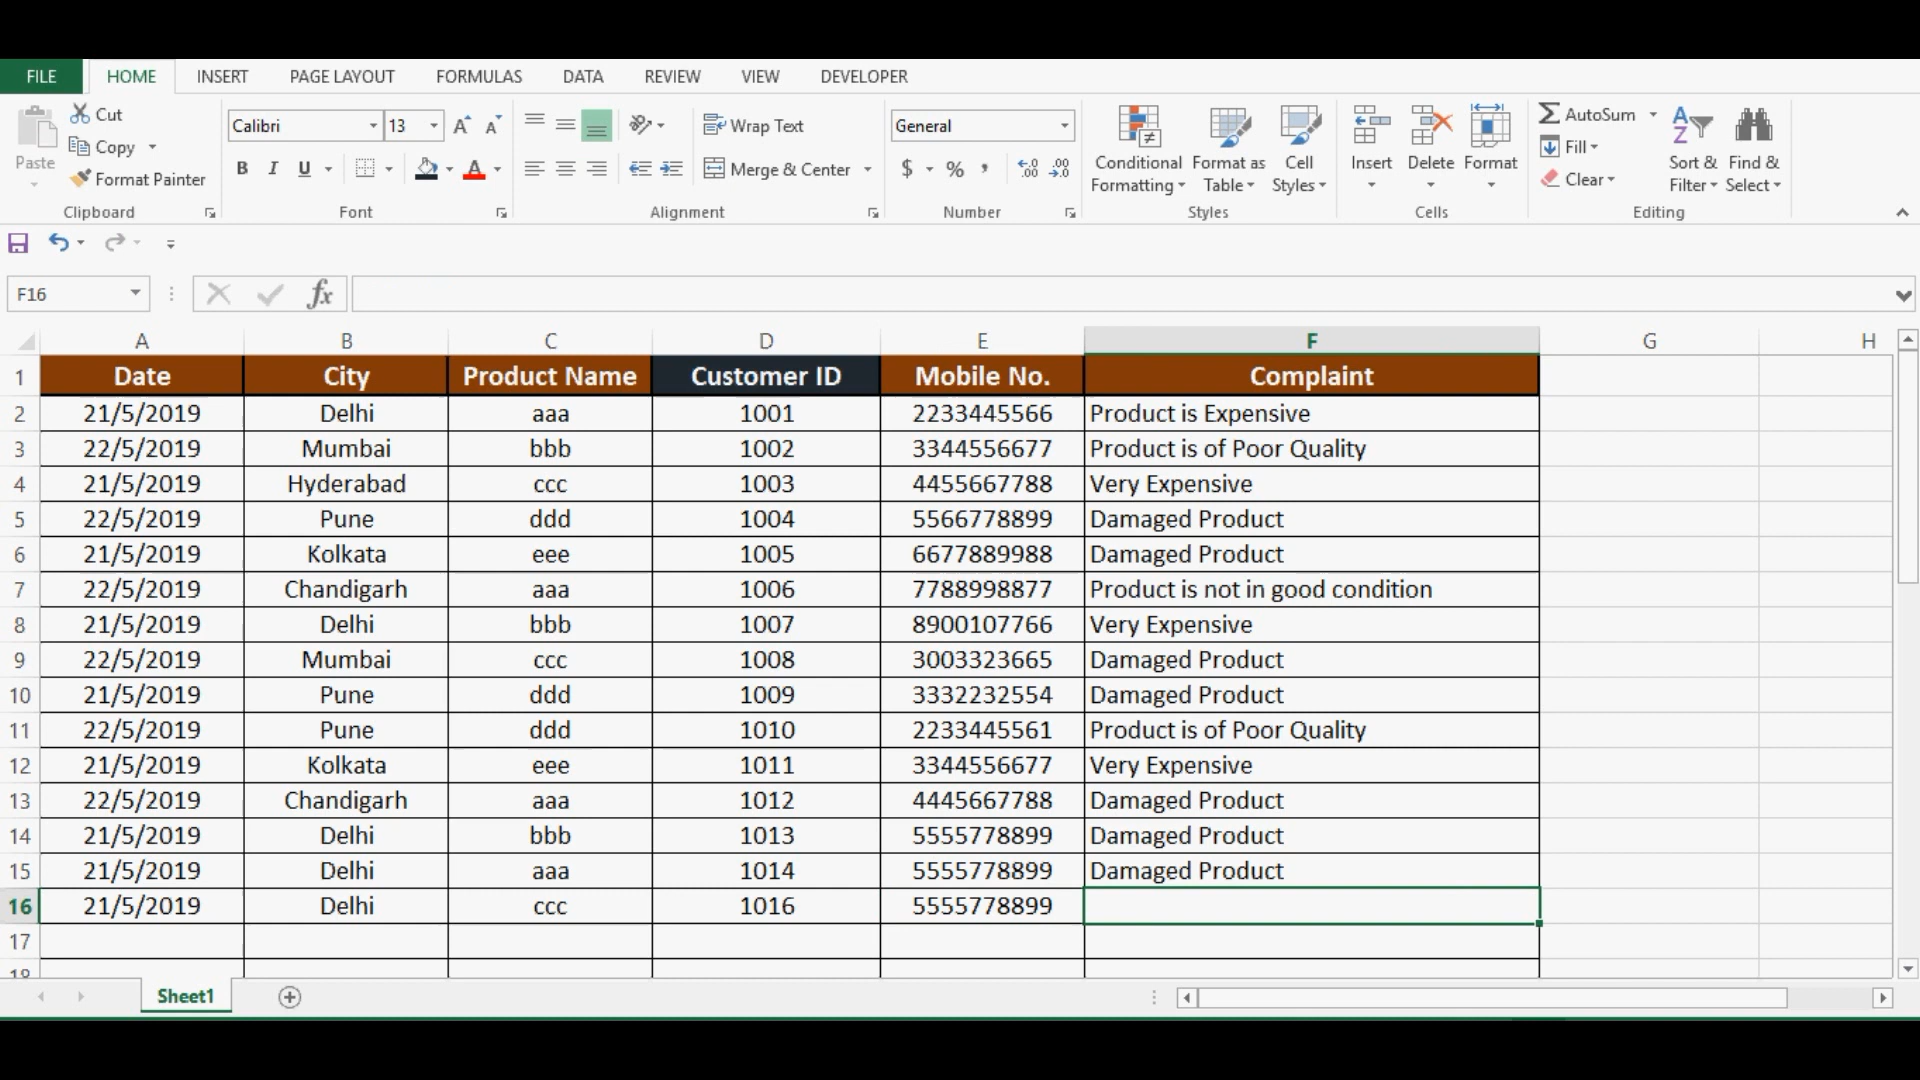 FILE HOME INSERT PAGE LAYOUT FORMULAS DATA REVIEW VIEW DEVELOPER
Paste
Cut
Copy
Format Painter
Clipboard
Calibri 13
B I U
Font
Wrap Text
Merge & Center
Alignment
General
$ % ,
Number
Conditional Formatting
Format as Table
Cell Styles
Styles
Insert
Delete
Format
Cells
AutoSum
Fill
Clear
Sort & Filter
Find & Select
Editing
F16 fx
A B C D E F G H
1 Date City Product Name Customer ID Mobile No. Complaint
2 21/5/2019 Delhi aaa 1001 2233445566 Product is Expensive
3 22/5/2019 Mumbai bbb 1002 3344556677 Product is of Poor Quality
4 21/5/2019 Hyderabad ccc 1003 4455667788 Very Expensive
5 22/5/2019 Pune ddd 1004 5566778899 Damaged Product
6 21/5/2019 Kolkata eee 1005 6677889988 Damaged Product
7 22/5/2019 Chandigarh aaa 1006 7788998877 Product is not in good condition
8 21/5/2019 Delhi bbb 1007 8900107766 Very Expensive
9 22/5/2019 Mumbai ccc 1008 3003323665 Damaged Product
10 21/5/2019 Pune ddd 1009 3332232554 Damaged Product
11 22/5/2019 Pune ddd 1010 2233445561 Product is of Poor Quality
12 21/5/2019 Kolkata eee 1011 3344556677 Very Expensive
13 22/5/2019 Chandigarh aaa 1012 4445667788 Damaged Product
14 21/5/2019 Delhi bbb 1013 5555778899 Damaged Product
15 21/5/2019 Delhi aaa 1014 5555778899 Damaged Product
16 21/5/2019 Delhi ccc 1016 5555778899
17
18
Sheet1